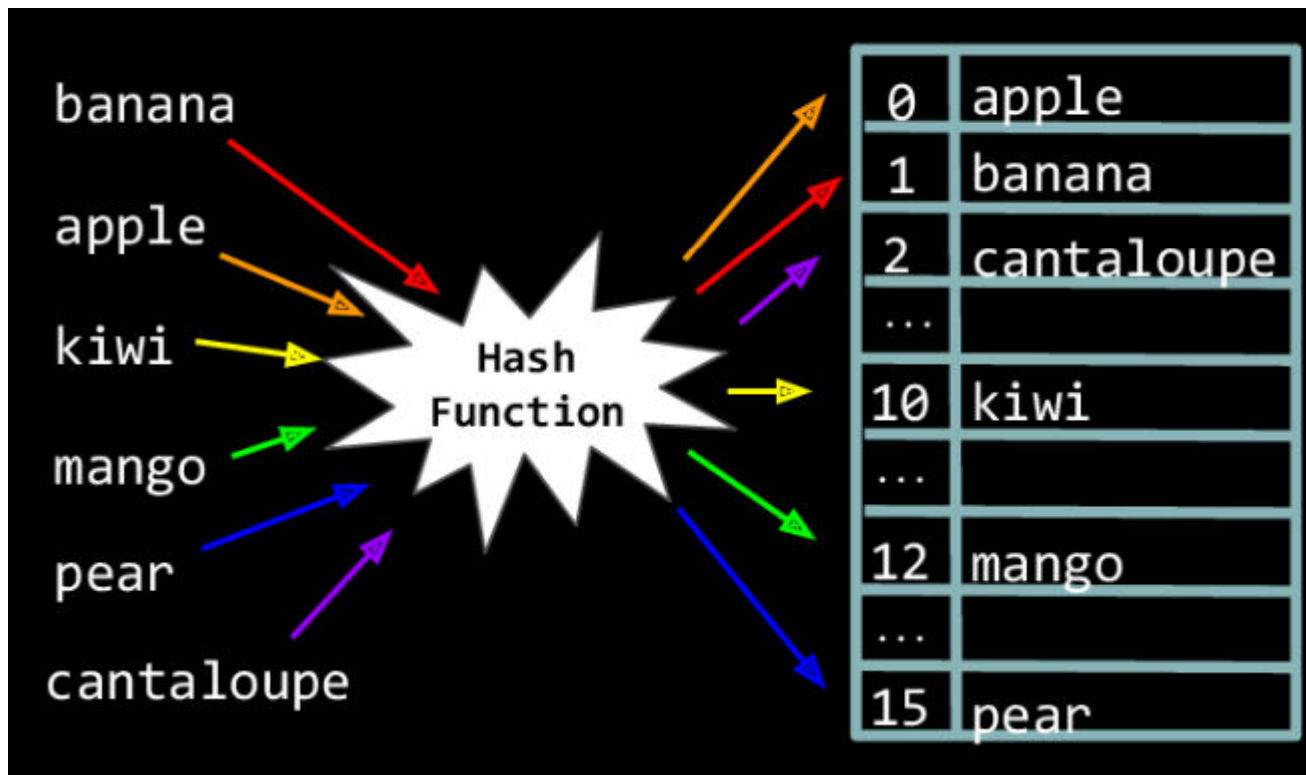 banana
apple
kiwi
mango
pear
cantaloupe
Hash
Function
0 apple
1 banana
2 cantaloupe
...
10 kiwi
...
12 mango
...
15 pear